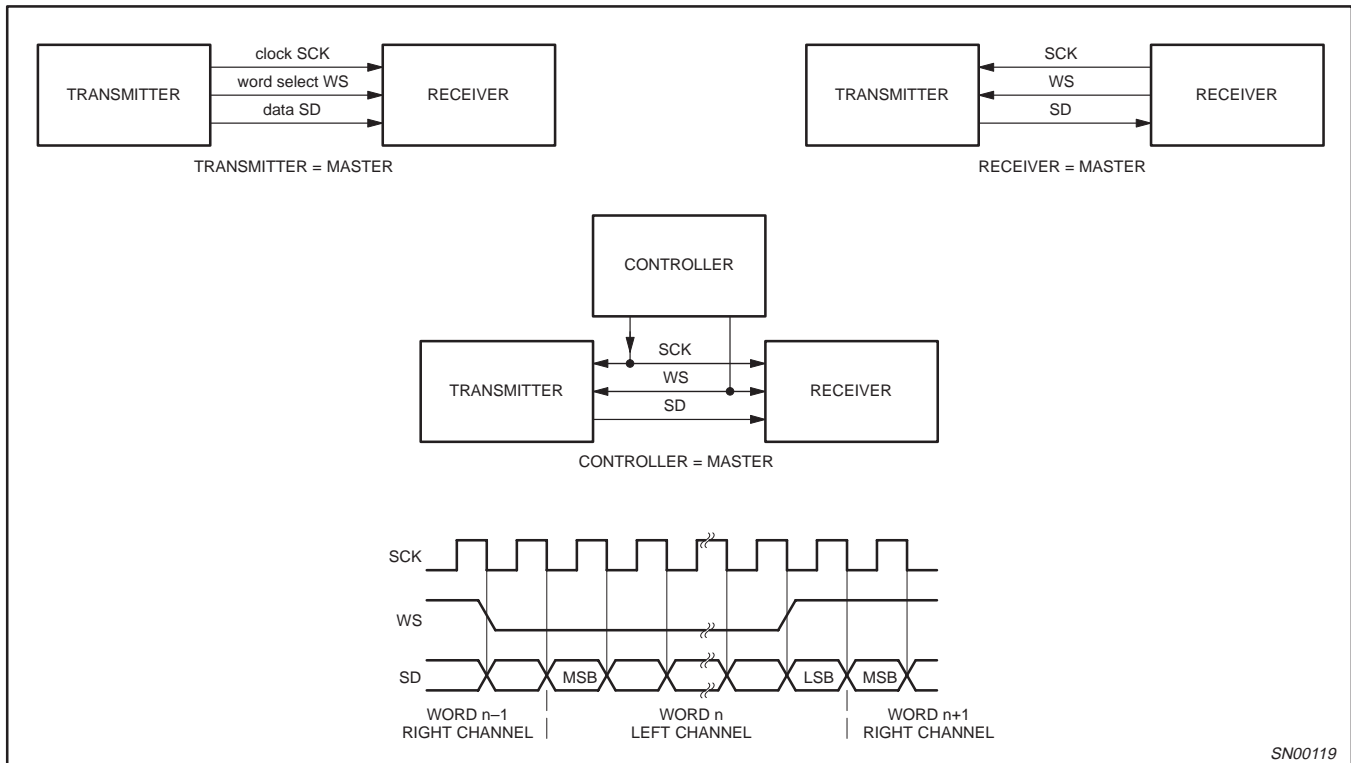 clock SCK
word select WS
data SD
TRANSMITTER
RECEIVER
TRANSMITTER = MASTER
SCK
WS
SD
TRANSMITTER
RECEIVER
RECEIVER = MASTER
CONTROLLER
SCK
WS
SD
TRANSMITTER
RECEIVER
CONTROLLER = MASTER
SCK
WS
SD
MSB
LSB
MSB
WORD n–1
RIGHT CHANNEL
WORD n
LEFT CHANNEL
WORD n+1
RIGHT CHANNEL
SN00119